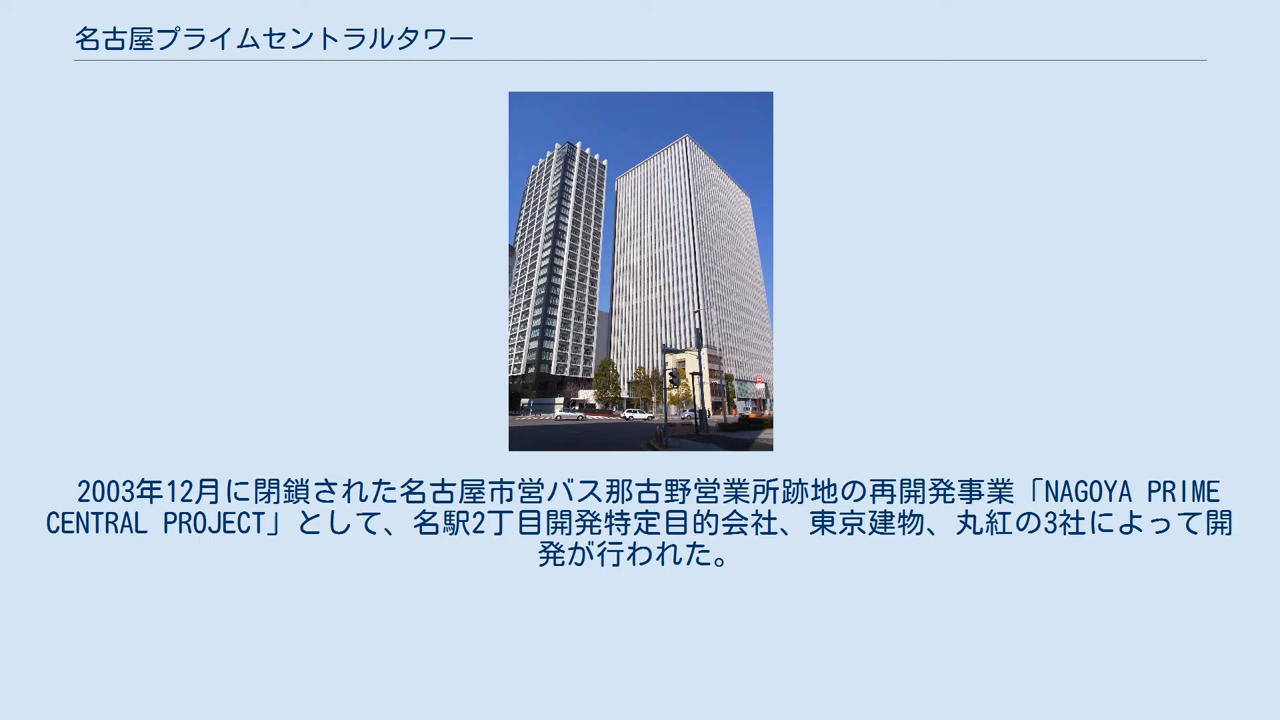 名古屋プライムセントラルタワー
2003年12月に閉鎖された名古屋市営バス那古野営業所跡地の再開発事業「NAGOYA PRIME
CENTRAL PROJECT」として、名駅2丁目開発特定目的会社、東京建物、丸紅の3社によって開
発が行われた。